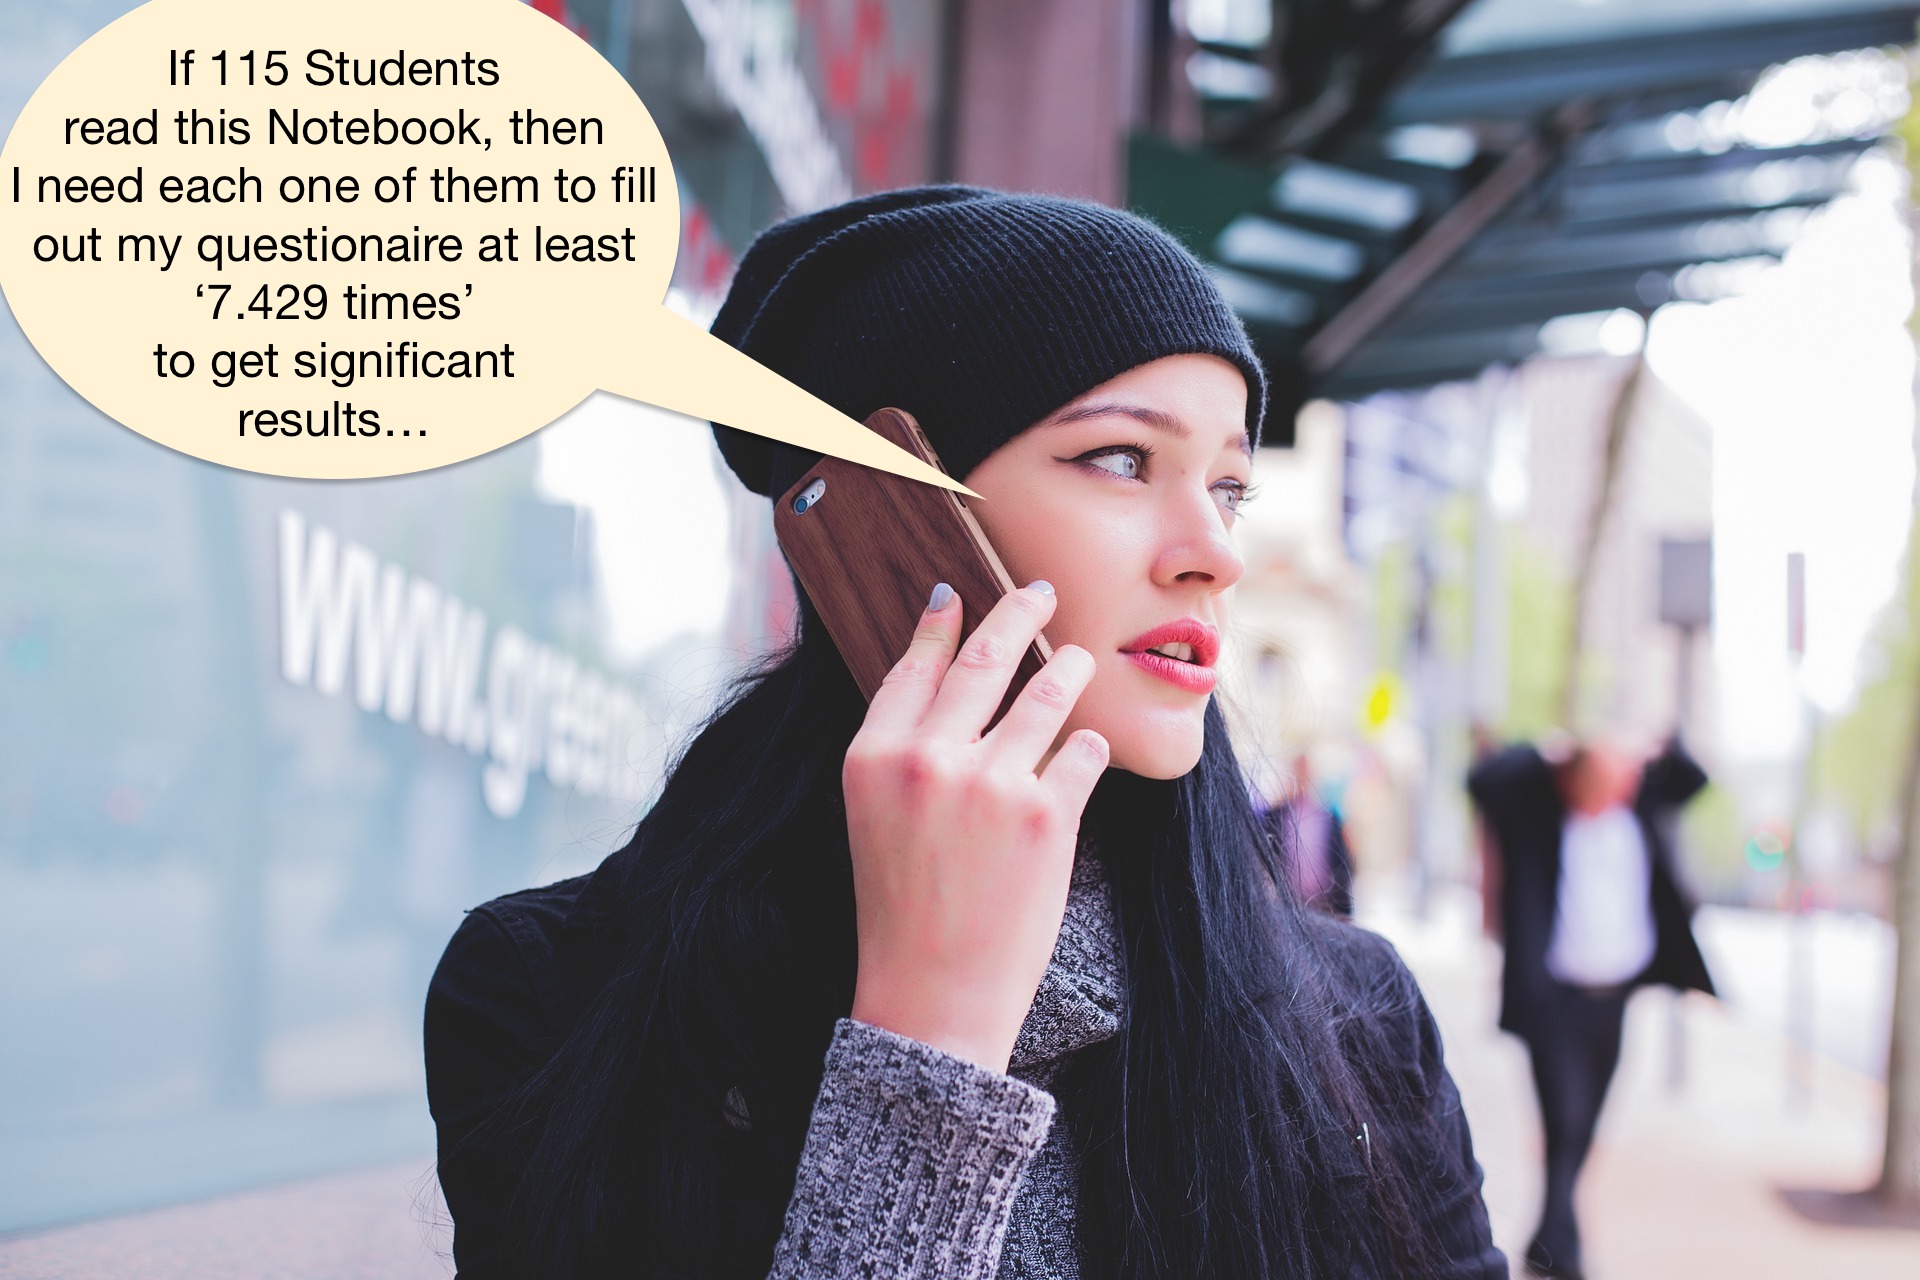 If 115 Students
read this Notebook, then
I need each one of them to fill
out my questionaire at least
‘7.429 times’
to get significant
results…
www.green